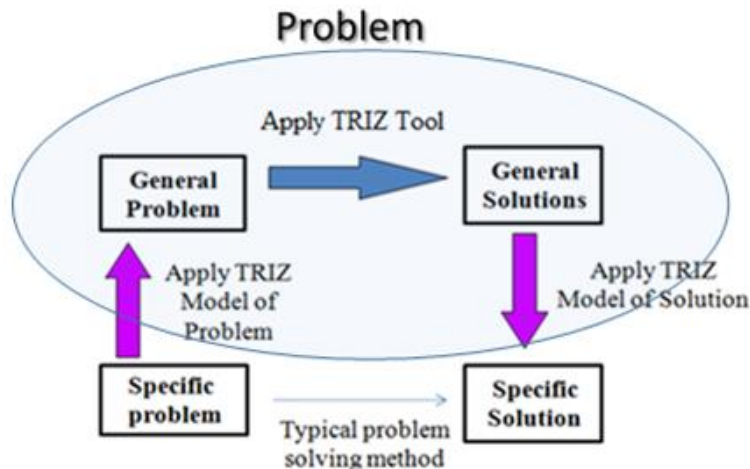 Problem
Apply TRIZ Tool
General
Problem
General
Solutions
Apply TRIZ
Model of
Problem
Apply TRIZ
Model of Solution
Specific
problem
Specific
Solution
Typical problem
solving method